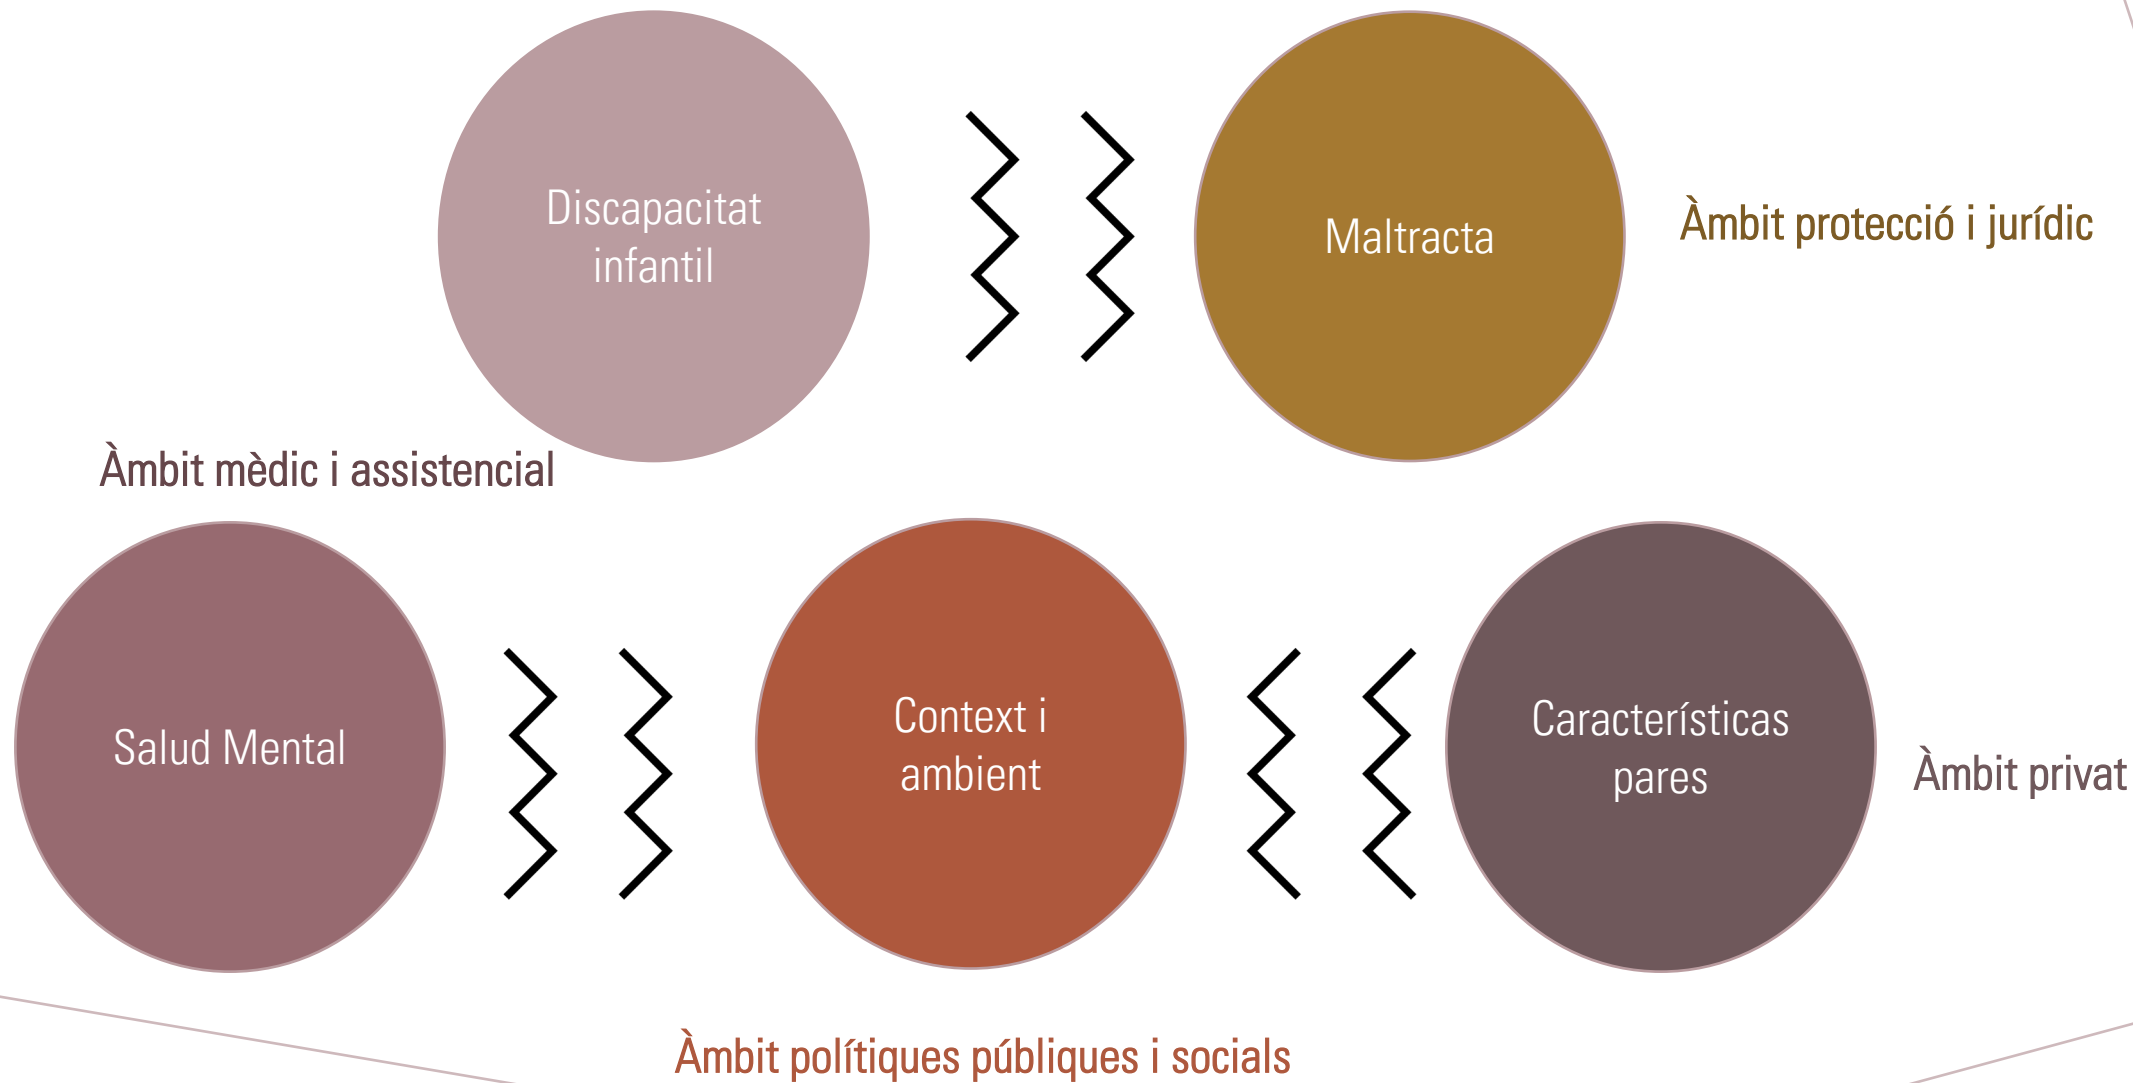 Discapacitat
infantil
Maltracta
Àmbit protecció i jurídic
Àmbit mèdic i assistencial
Salud Mental
Context i
ambient
Características
pares
Àmbit privat
Àmbit polítiques públiques i socials